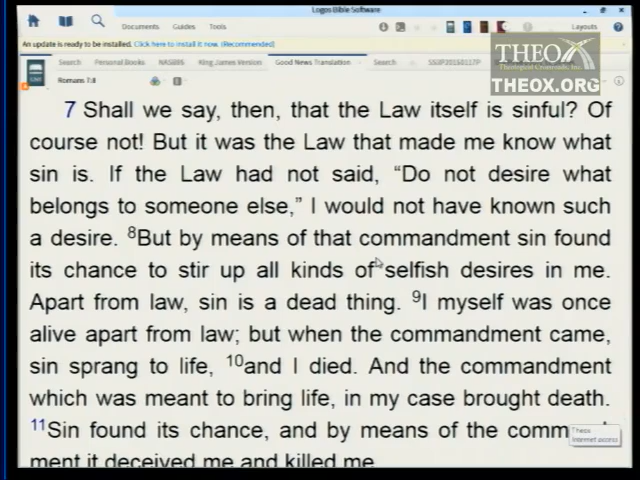 Logos Bible Software
Documents Guides Tools Layouts
An update is ready to be installed. Click here to install it now. (Recommended)
Search Personal Books NASB95 King James Version Good News Translation Search
Romans 7:8
THEOX
THEOX.ORG
7 Shall we say, then, that the Law itself is sinful? Of
course not! But it was the Law that made me know what
sin is. If the Law had not said, “Do not desire what
belongs to someone else,” I would not have known such
a desire. 8But by means of that commandment sin found
its chance to stir up all kinds of selfish desires in me.
Apart from law, sin is a dead thing. 9I myself was once
alive apart from law; but when the commandment came,
sin sprang to life, 10and I died. And the commandment
which was meant to bring life, in my case brought death.
11Sin found its chance, and by means of the comm
ment it deceived me and killed me
Theox
Internet access